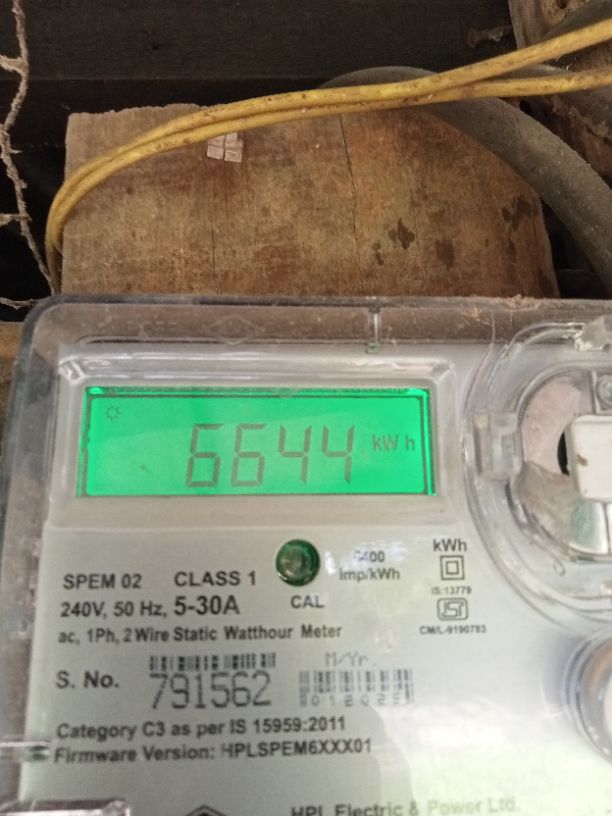 6644 kWh
SPEM 02 CLASS 1
6400
Imp/kWh
kWh
240V, 50 Hz, 5-30A
CAL
IS:13779
ac, 1Ph, 2 Wire Static Watthour Meter
CM/L-9190783
M/Yr.
S. No. 791562
Category C3 as per IS 15959:2011
Firmware Version: HPLSPEM6XXX01
HPL Electric & Power Ltd.